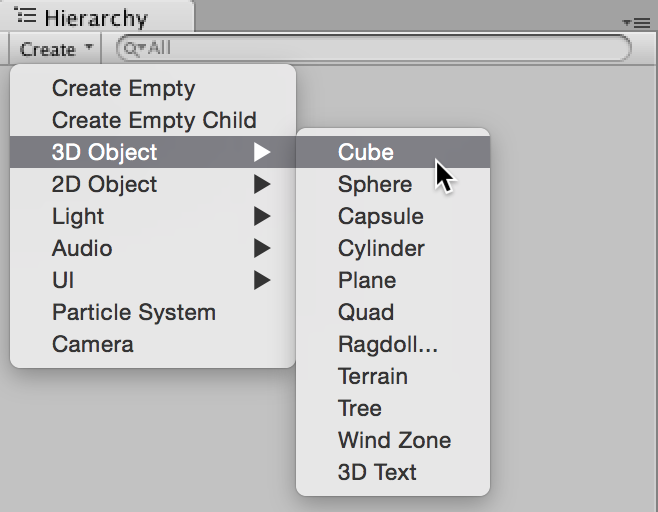 Hierarchy
Create
All
Create Empty
Create Empty Child
3D Object
2D Object
Light
Audio
UI
Particle System
Camera
Cube
Sphere
Capsule
Cylinder
Plane
Quad
Ragdoll...
Terrain
Tree
Wind Zone
3D Text